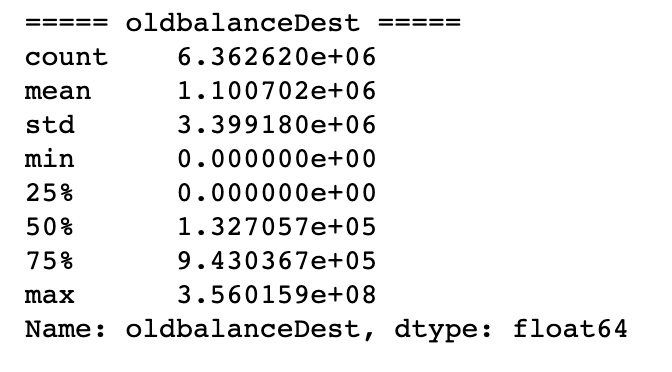 ===== oldbalanceDest =====
count    6.362620e+06
mean     1.100702e+06
std      3.399180e+06
min      0.000000e+00
25%      0.000000e+00
50%      1.327057e+05
75%      9.430367e+05
max      3.560159e+08
Name: oldbalanceDest, dtype: float64